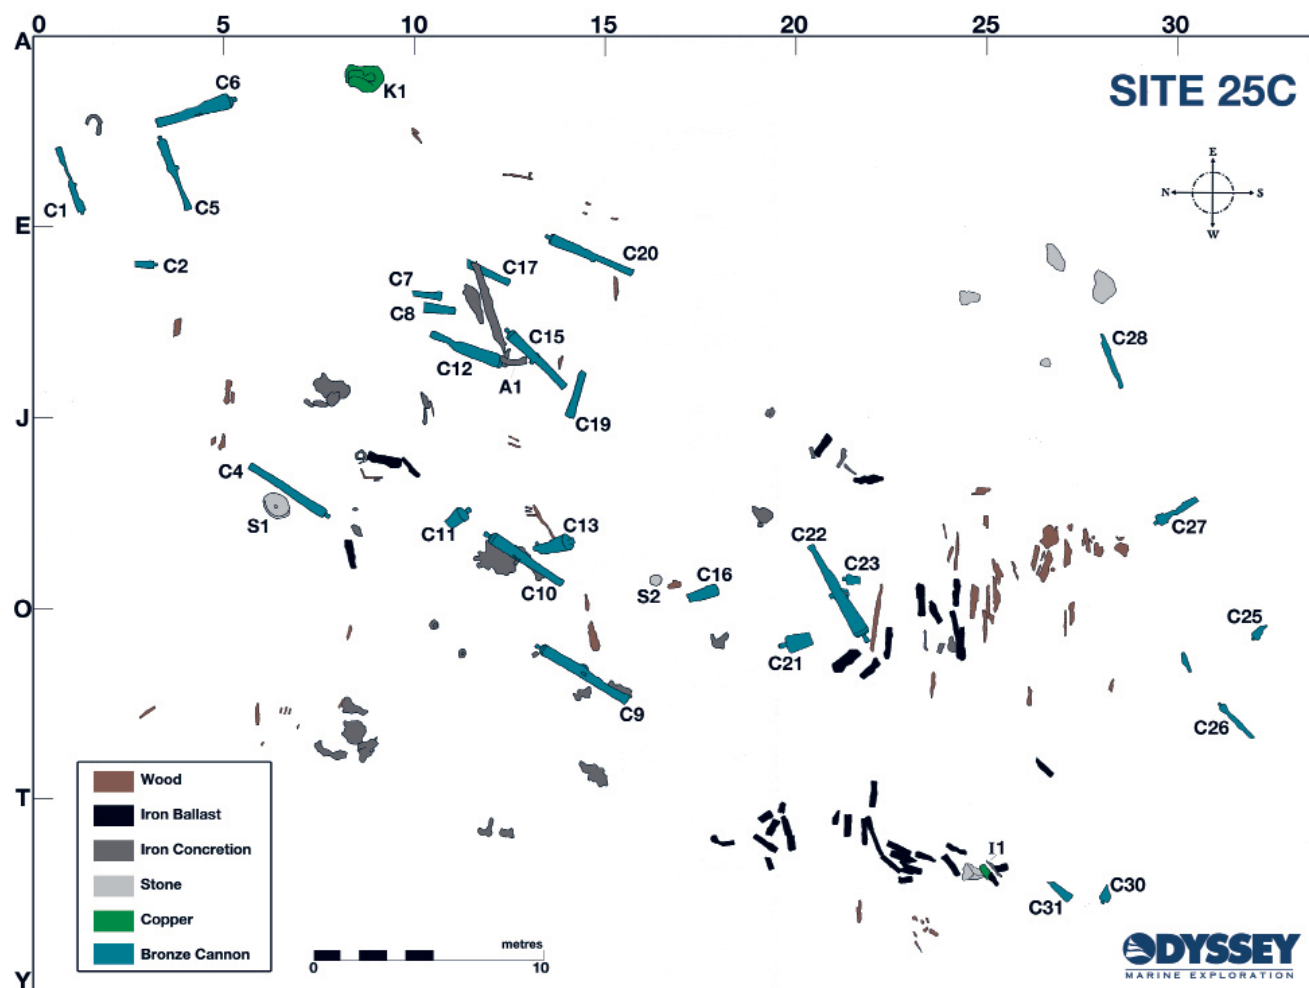 0 5 10 15 20 25 30
A
SITE 25C
C6
K1
E
N S
W
C1
C5
E
C20
C2
C17
C7
C8
C28
C15
C12
A1
C19
J
C4
S1
C11
C13
C22
C27
C23
C10
C16
S2
O
C25
C21
C9
C26
Wood
T
Iron Ballast
Iron Concretion
I1
Stone
C30
C31
Copper
Bronze Cannon
metres
0 10
ODYSSEY
MARINE EXPLORATION
Y